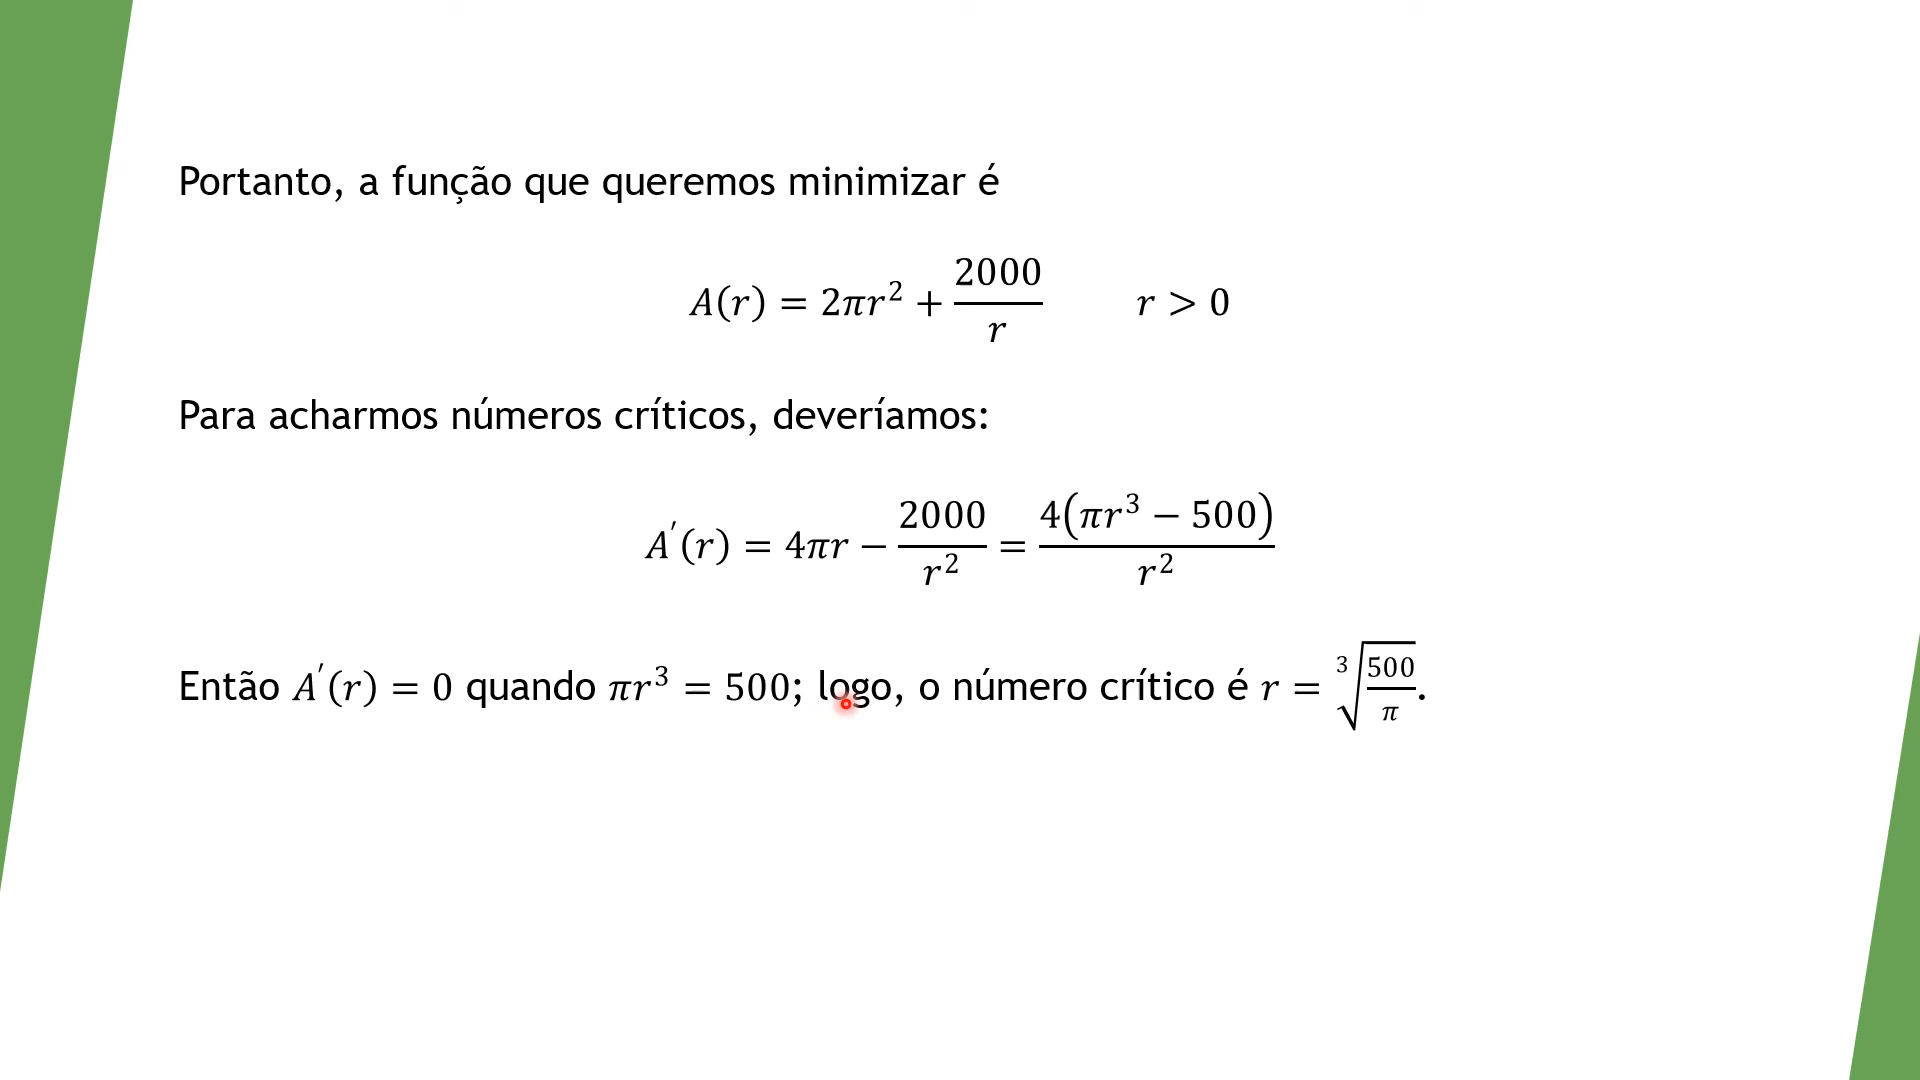 Portanto, a função que queremos minimizar é
A(r) = 2πr² + 2000/r r > 0
Para acharmos números críticos, deveríamos:
A′(r) = 4πr − 2000/r² = 4(πr³ − 500)/r²
Então A′(r) = 0 quando πr³ = 500; logo, o número crítico é r = ∛(500/π).